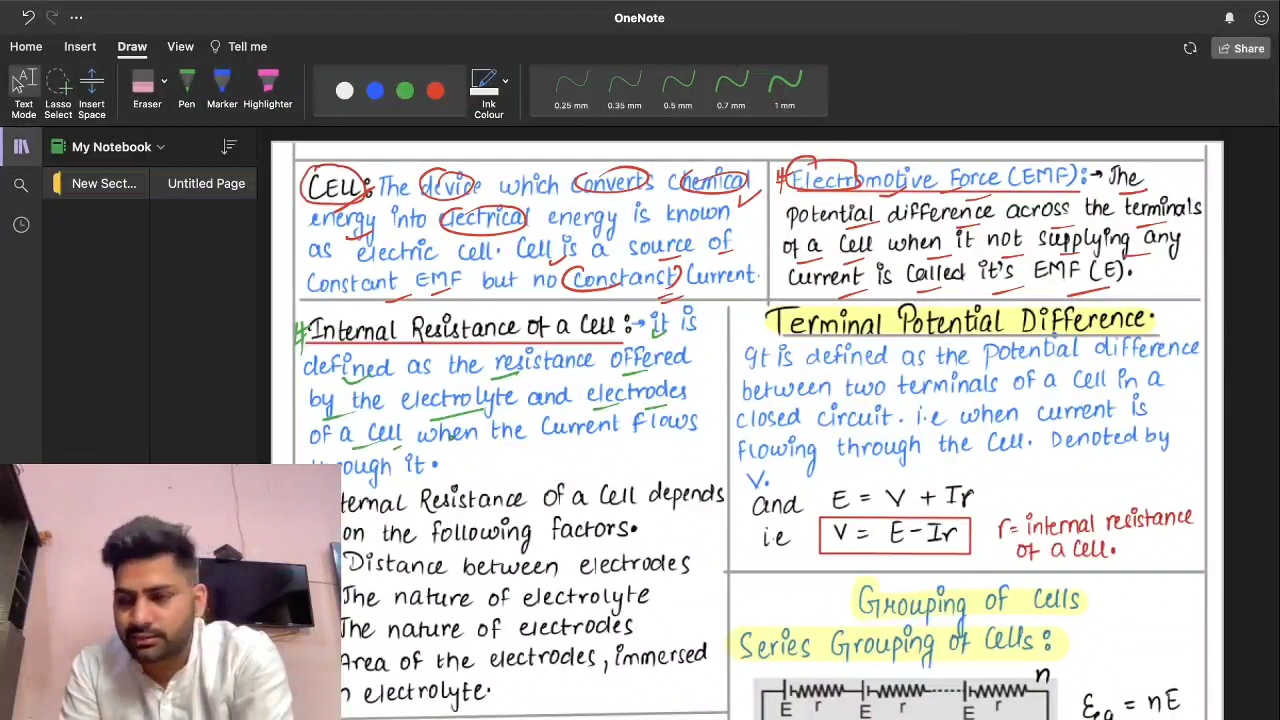 OneNote
Home Insert Draw View Tell me
Share
Text Mode
Lasso Select
Insert Space
Eraser
Pen
Marker
Highlighter
Ink Colour
0.25 mm
0.35 mm
0.5 mm
0.7 mm
1 mm
My Notebook
New Sect...
Untitled Page
CELL: The device which converts chemical
energy into electrical energy is known
as electric cell. Cell is a source of
Constant EMF but no Constanst Current.
# Electromotive Force (EMF):→ The
potential difference across the terminals
of a cell when it not supplying any
current is called it's EMF (E).
# Internal Resistance of a Cell:→ it is
defined as the resistance offered
by the electrolyte and electrodes
of a cell when the current flows
through it.
Internal Resistance of a Cell depends
on the following factors.
Distance between electrodes
The nature of electrolyte
The nature of electrodes
Area of the electrodes, immersed
electrolyte.
Terminal Potential Difference.
It is defined as the potential difference
between two terminals of a cell in a
closed circuit. i.e when current is
flowing through the cell. Denoted by
V.
and E = V + Ir
i.e V = E - Ir
r = internal resistance
of a cell.
Grouping of cells
Series Grouping of Cells:
n
E r E r E r
εq = nE